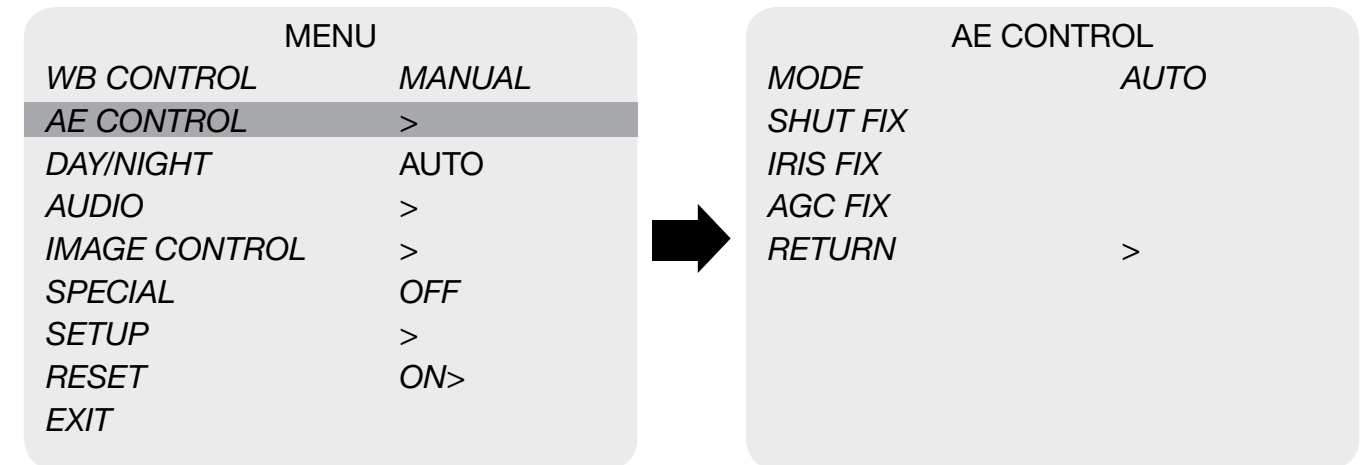 MENU
WB CONTROL MANUAL
AE CONTROL >
DAY/NIGHT AUTO
AUDIO >
IMAGE CONTROL >
SPECIAL OFF
SETUP >
RESET ON>
EXIT
AE CONTROL
MODE AUTO
SHUT FIX
IRIS FIX
AGC FIX
RETURN >